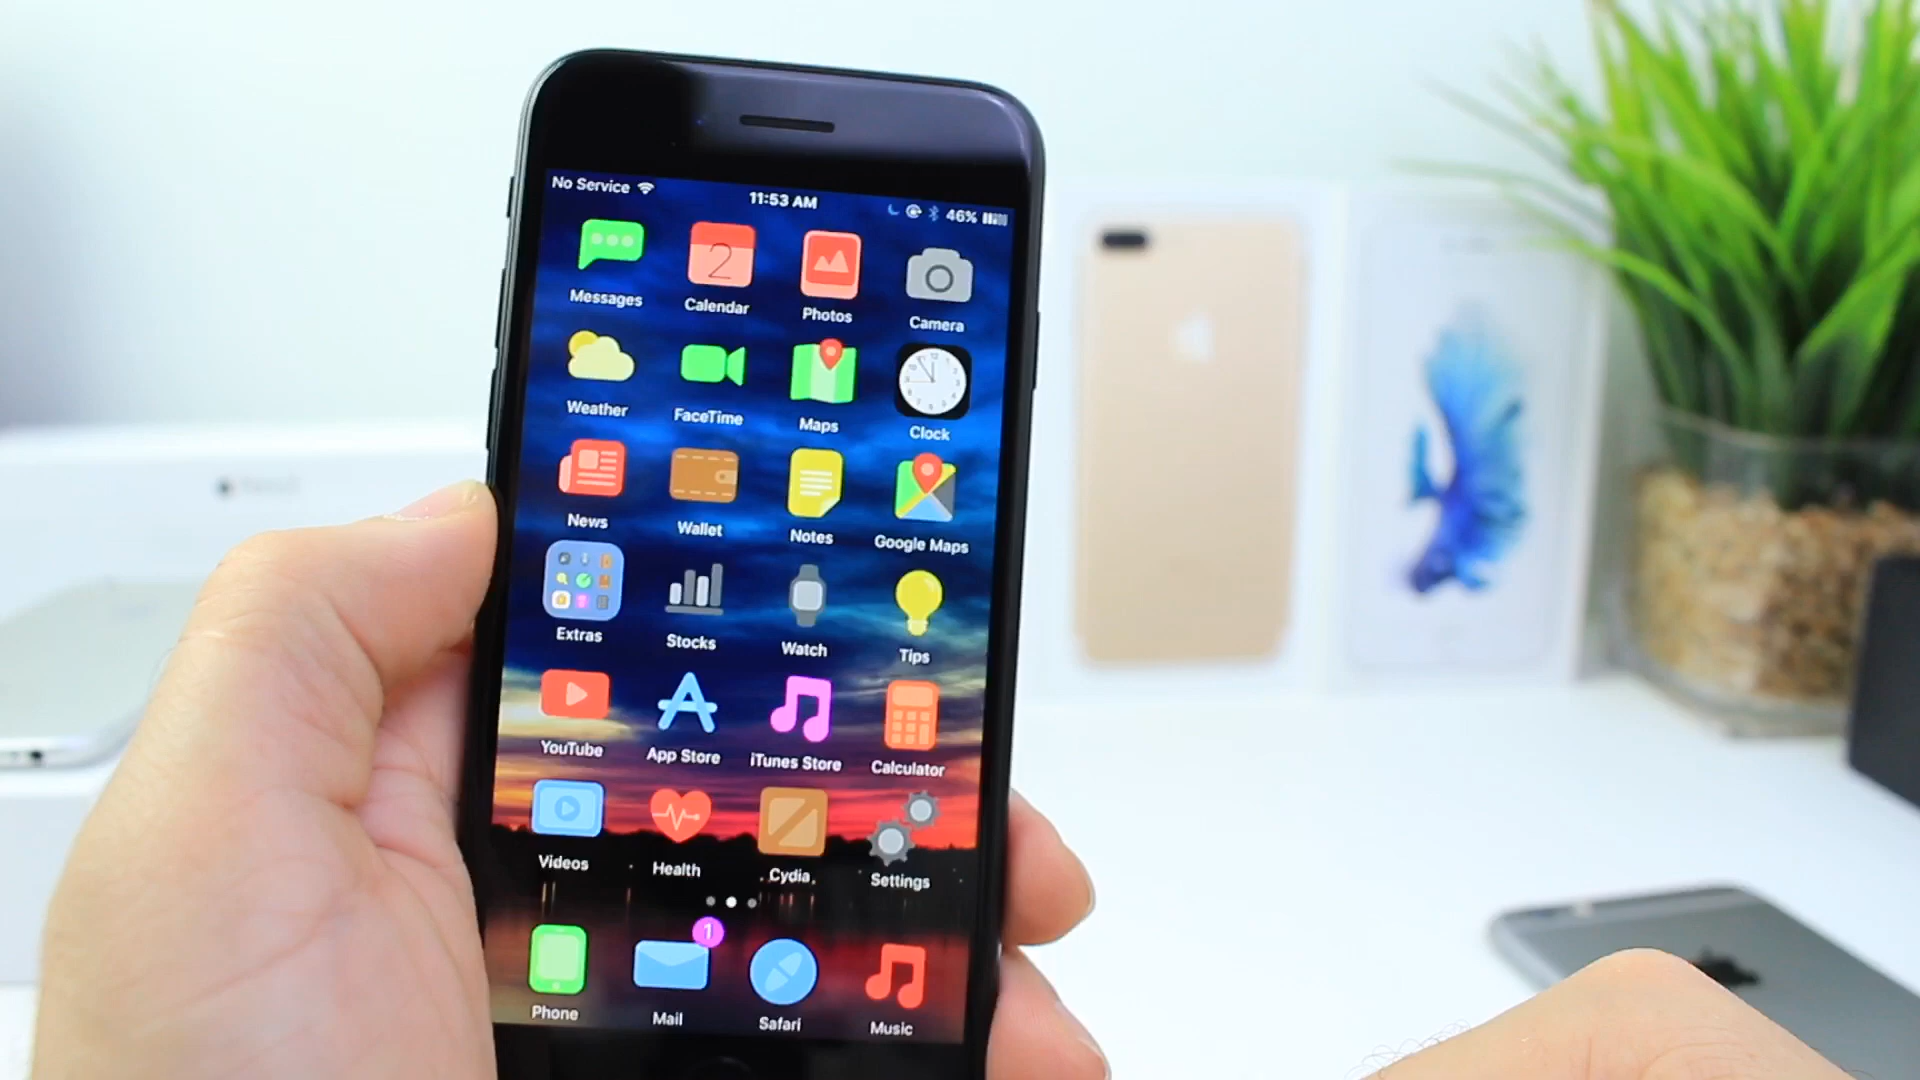 No Service 11:53 AM 46%
2
Messages Calendar Photos Camera
12
Weather FaceTime Maps Clock
News Wallet Notes Google Maps
Extras Stocks Watch Tips
YouTube App Store iTunes Store Calculator
Videos Health Cydia Settings
1
Phone Mail Safari Music